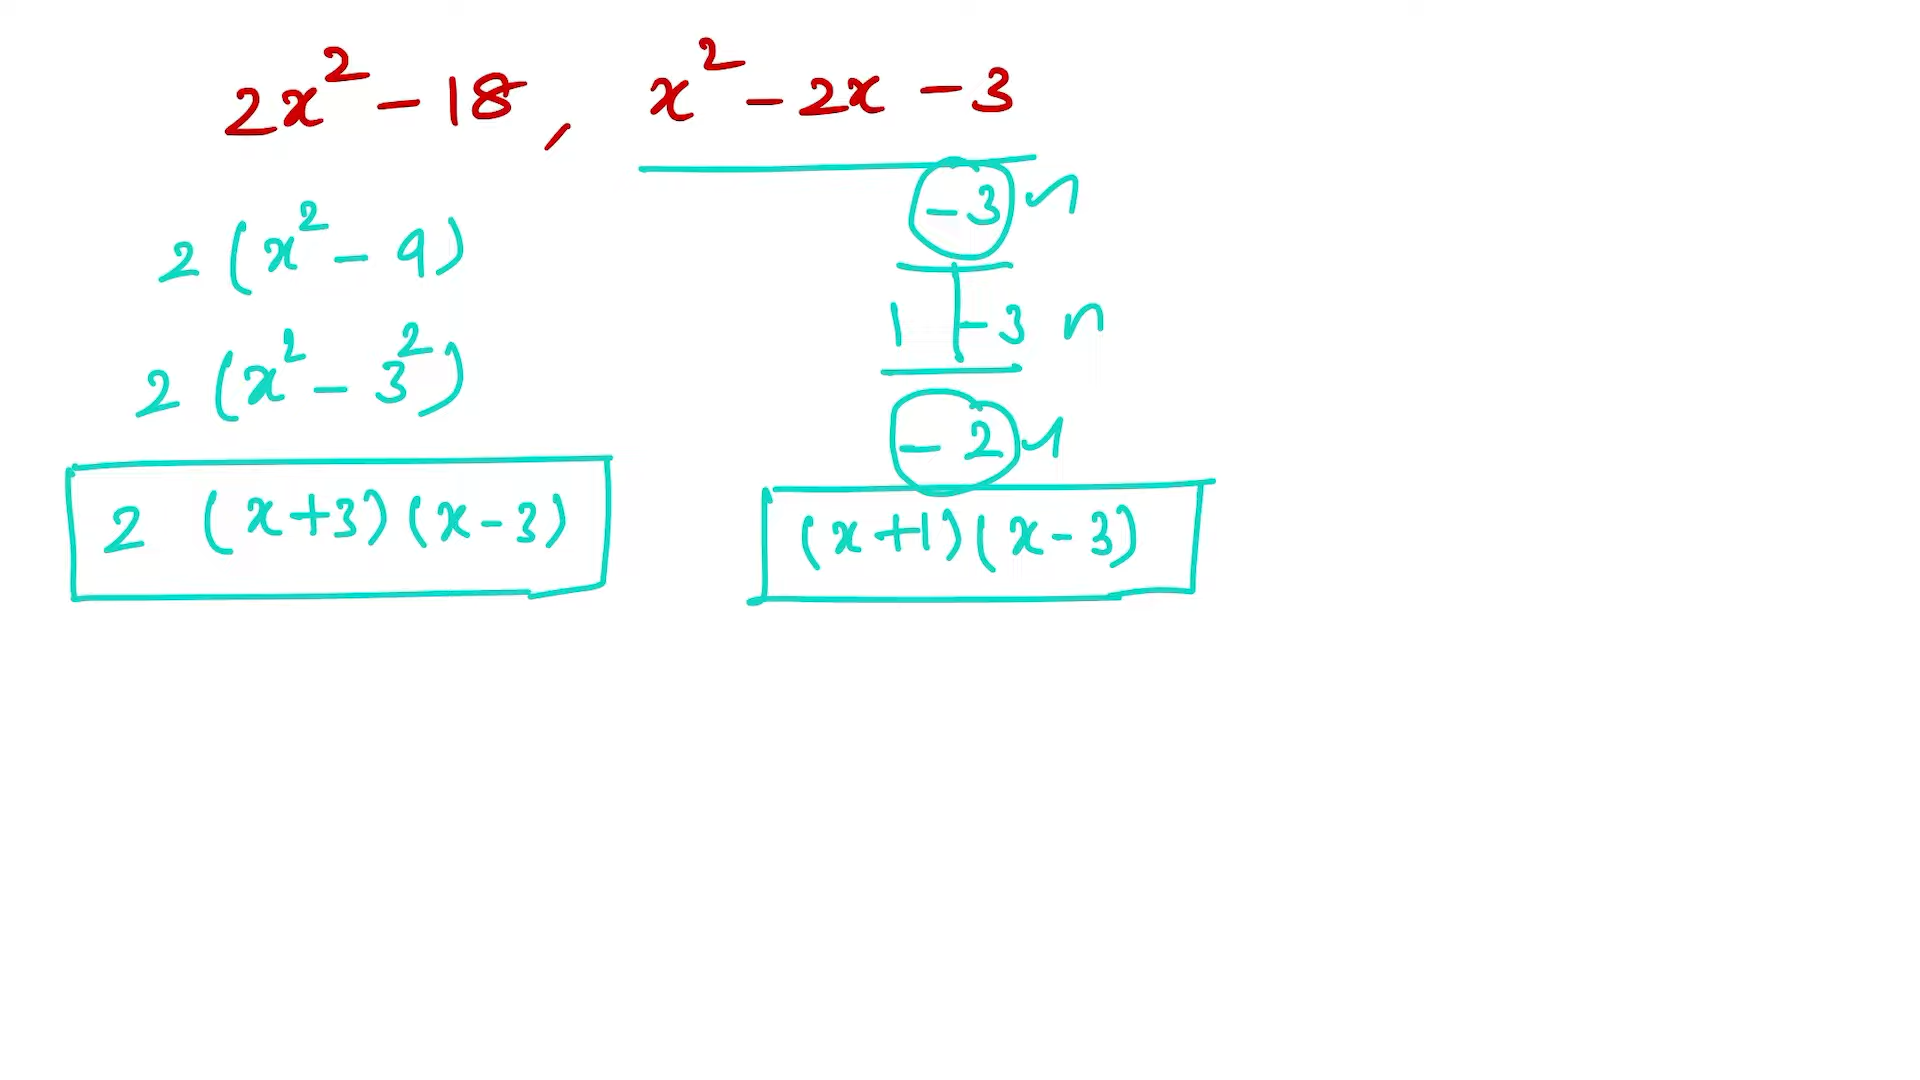 2x² - 18, x² - 2x - 3
2 (x² - 9)
2 (x² - 3²)
2 (x+3)(x-3)
-3
1 | -3
-2
(x+1)(x-3)